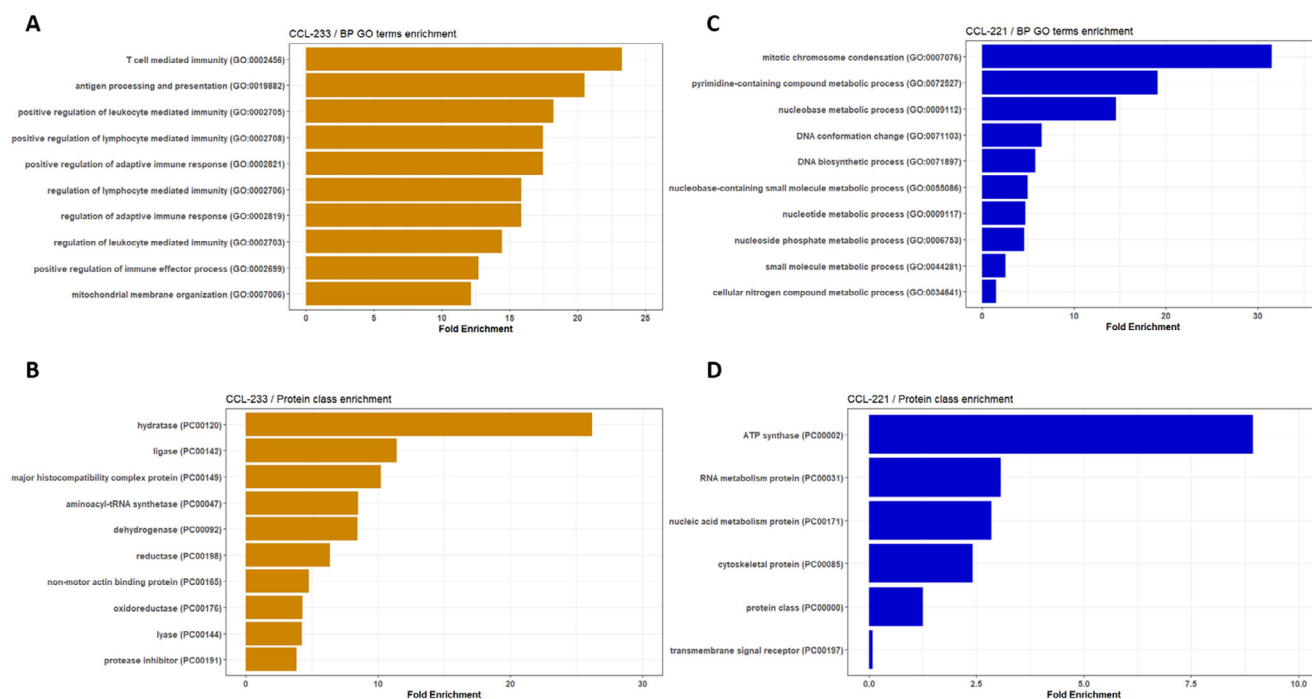 A
CCL-233 / BP GO terms enrichment
T cell mediated immunity (GO:0002456)
antigen processing and presentation (GO:0019882)
positive regulation of leukocyte mediated immunity (GO:0002705)
positive regulation of lymphocyte mediated immunity (GO:0002708)
positive regulation of adaptive immune response (GO:0002821)
regulation of lymphocyte mediated immunity (GO:0002706)
regulation of adaptive immune response (GO:0002819)
regulation of leukocyte mediated immunity (GO:0002703)
positive regulation of immune effector process (GO:0002699)
mitochondrial membrane organization (GO:0007006)
0 5 10 15 20 25
Fold Enrichment
B
CCL-233 / Protein class enrichment
hydratase (PC00120)
ligase (PC00142)
major histocompatibility complex protein (PC00149)
aminoacyl-tRNA synthetase (PC00047)
dehydrogenase (PC00092)
reductase (PC00198)
non-motor actin binding protein (PC00165)
oxidoreductase (PC00176)
lyase (PC00144)
protease inhibitor (PC00191)
0 10 20 30
Fold Enrichment
C
CCL-221 / BP GO terms enrichment
mitotic chromosome condensation (GO:0007076)
pyrimidine-containing compound metabolic process (GO:0072527)
nucleobase metabolic process (GO:0009112)
DNA conformation change (GO:0071103)
DNA biosynthetic process (GO:0071897)
nucleobase-containing small molecule metabolic process (GO:0055086)
nucleotide metabolic process (GO:0009117)
nucleoside phosphate metabolic process (GO:0006753)
small molecule metabolic process (GO:0044281)
cellular nitrogen compound metabolic process (GO:0034641)
0 10 20 30
Fold Enrichment
D
CCL-221 / Protein class enrichment
ATP synthase (PC00002)
RNA metabolism protein (PC00031)
nucleic acid metabolism protein (PC00171)
cytoskeletal protein (PC00085)
protein class (PC00000)
transmembrane signal receptor (PC00197)
0.0 2.5 5.0 7.5 10.0
Fold Enrichment